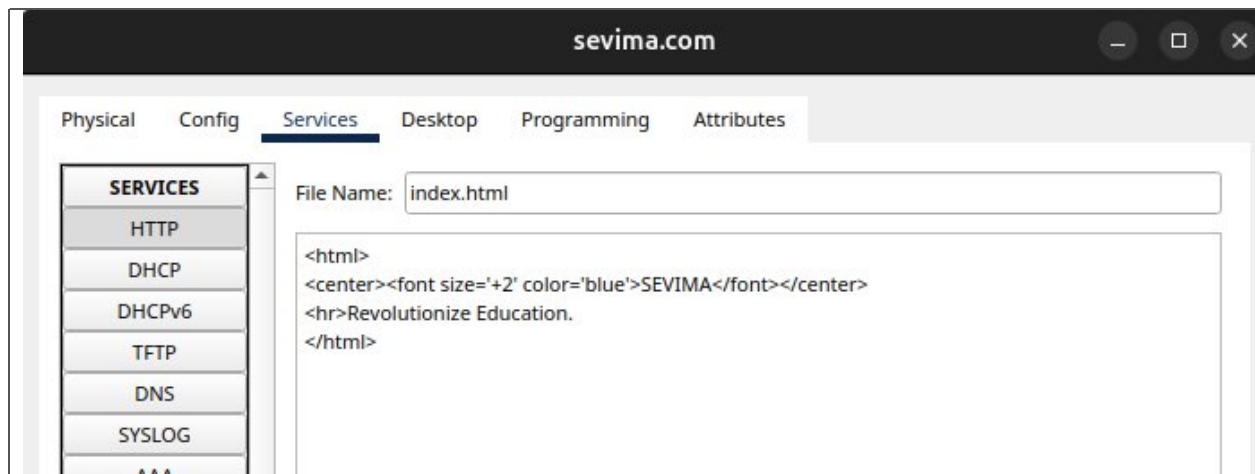 sevima.com
Physical Config Services Desktop Programming Attributes
SERVICES
HTTP
DHCP
DHCPv6
TFTP
DNS
SYSLOG
AAA
File Name: index.html
<html>
<center><font size='+2' color='blue'>SEVIMA</font></center>
<hr>Revolutionize Education.
</html>